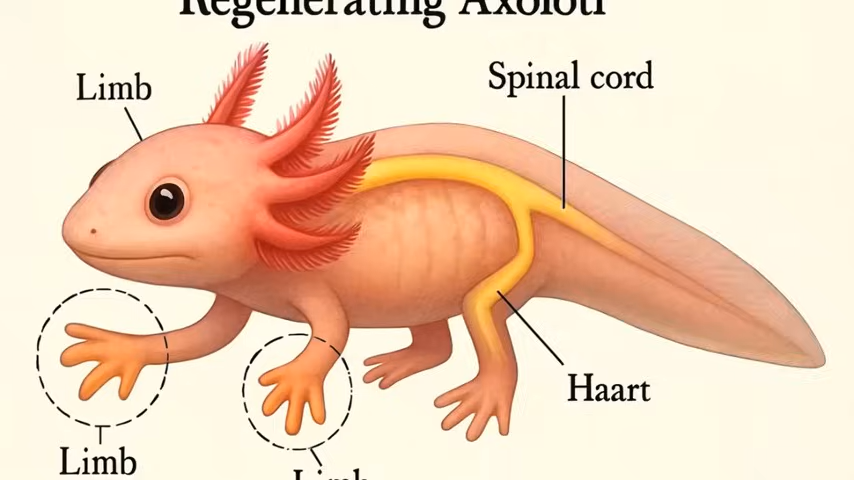 Regenerating Axolotl
Limb
Spinal cord
Haart
Limb
Limb